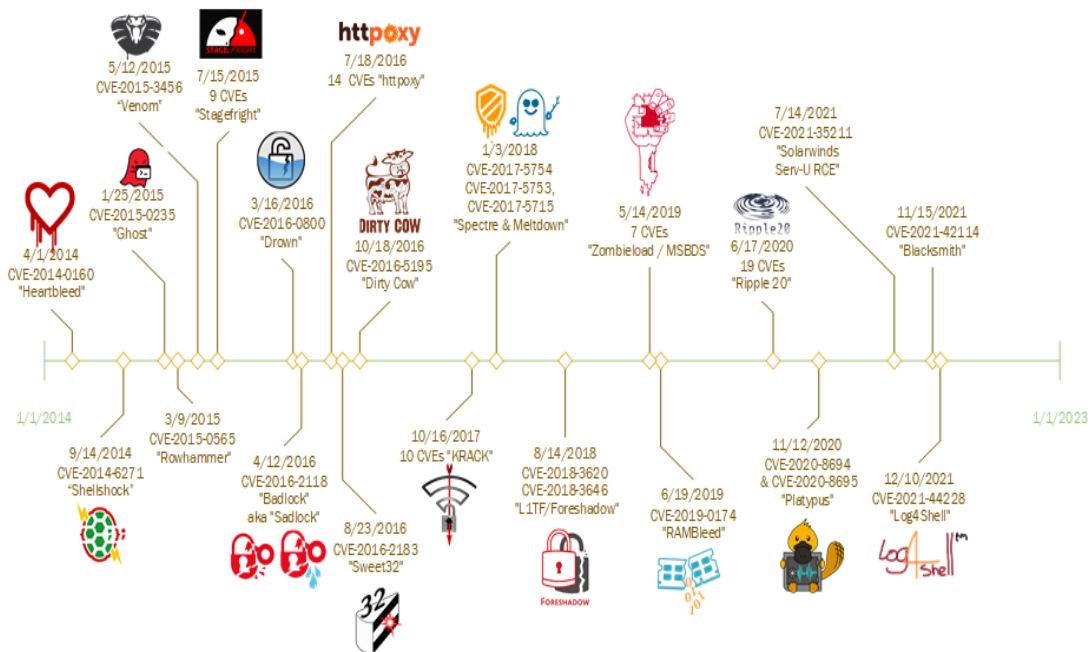 5/12/2015
CVE-2015-3456
"Venom"
STAGEFRIGHT
7/15/2015
9 CVEs
"Stagefright"
httpoxy
7/18/2016
14 CVEs "httpoxy"
1/25/2015
CVE-2015-0235
"Ghost"
4/1/2014
CVE-2014-0160
"Heartbleed"
3/16/2016
CVE-2016-0800
"Drown"
DIRTY COW
10/18/2016
CVE-2016-5195
"Dirty Cow"
1/3/2018
CVE-2017-5754
CVE-2017-5753,
CVE-2017-5715
"Spectre & Meltdown"
5/14/2019
7 CVEs
"Zombieload / MSBDS"
Ripple20
6/17/2020
19 CVEs
"Ripple 20"
7/14/2021
CVE-2021-35211
"Solarwinds
Serv-U RCE"
11/15/2021
CVE-2021-42114
"Blacksmith"
1/1/2014
1/1/2023
9/14/2014
CVE-2014-6271
"Shellshock"
3/9/2015
CVE-2015-0565
"Rowhammer"
4/12/2016
CVE-2016-2118
"Badlock"
aka "Sadlock"
8/23/2016
CVE-2016-2183
"Sweet32"
32
10/16/2017
10 CVEs "KRACK"
8/14/2018
CVE-2018-3620
CVE-2018-3646
"L1TF/Foreshadow"
FORESHADOW
6/19/2019
CVE-2019-0174
"RAMBleed"
01
01
101
11/12/2020
CVE-2020-8694
& CVE-2020-8695
"Platypus"
12/10/2021
CVE-2021-44228
"Log4Shell"
Log4Shell tm